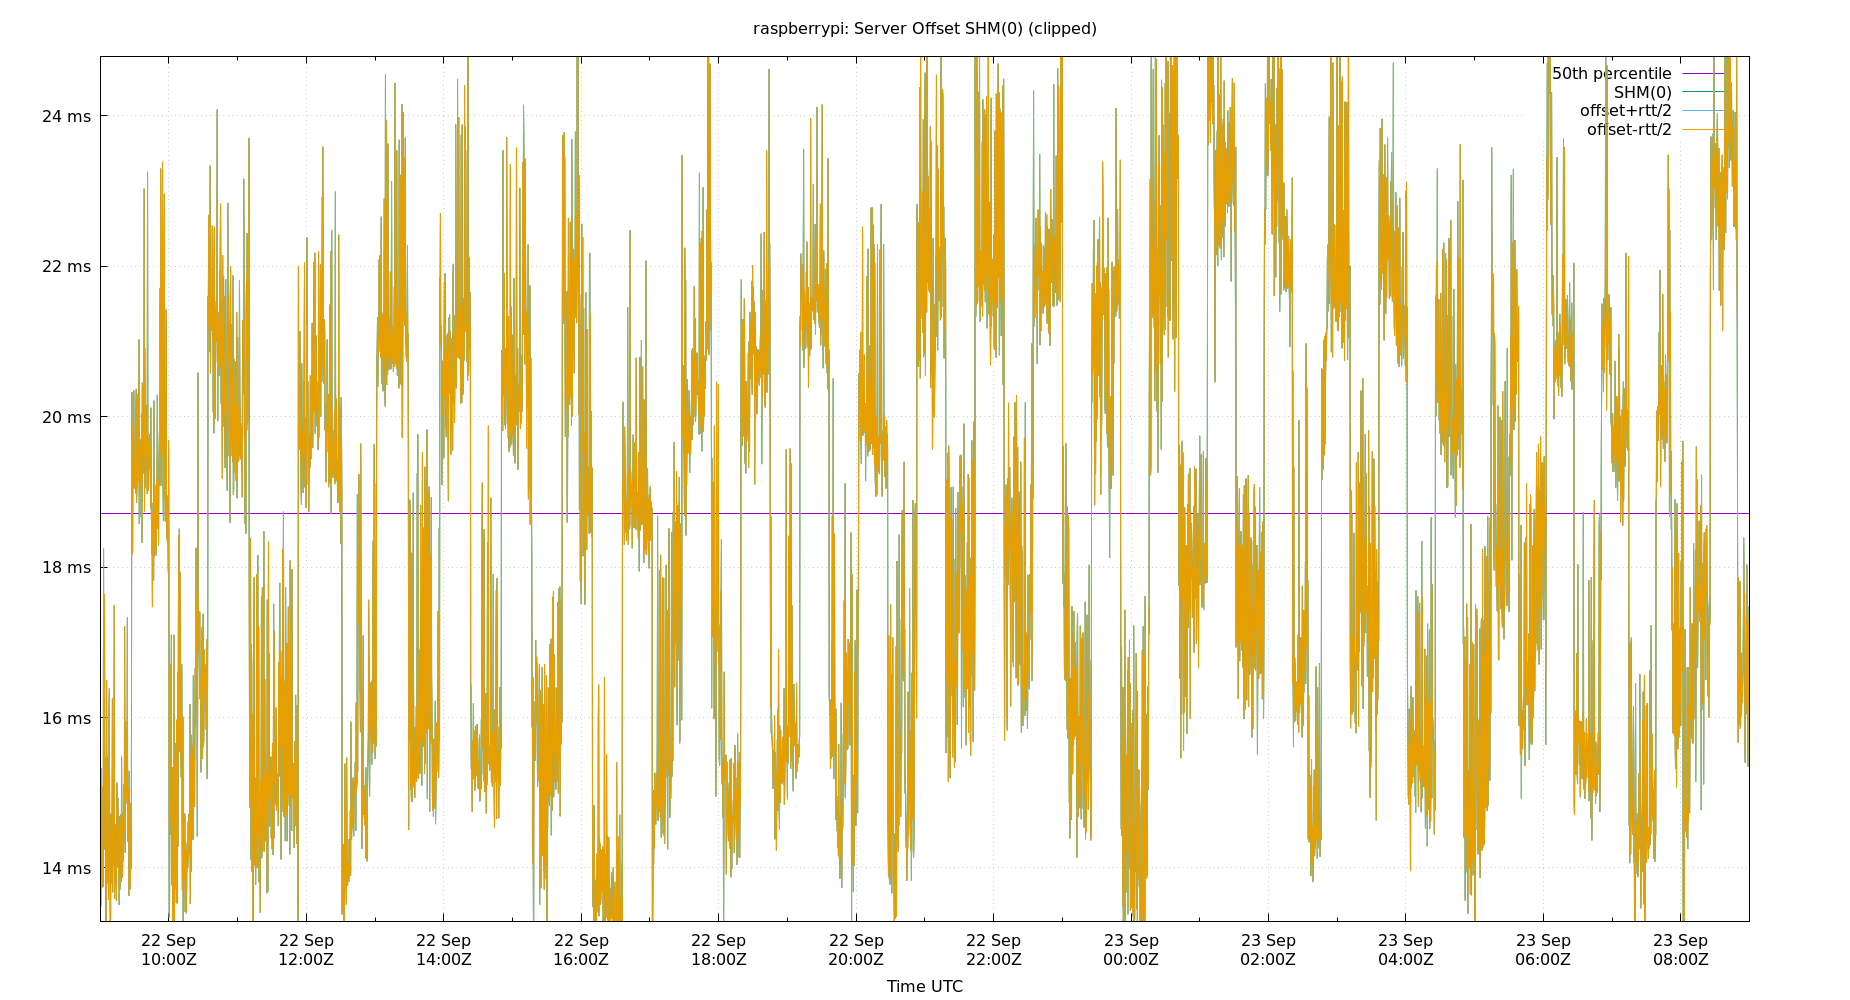 raspberrypi: Server Offset SHM(0) (clipped)
50th percentile
SHM(0)
offset+rtt/2
offset-rtt/2
24 ms
22 ms
20 ms
18 ms
16 ms
14 ms
22 Sep 22 Sep 22 Sep 22 Sep 22 Sep 22 Sep 22 Sep 23 Sep 23 Sep 23 Sep 23 Sep 23 Sep
10:00Z 12:00Z 14:00Z 16:00Z 18:00Z 20:00Z 22:00Z 00:00Z 02:00Z 04:00Z 06:00Z 08:00Z
Time UTC